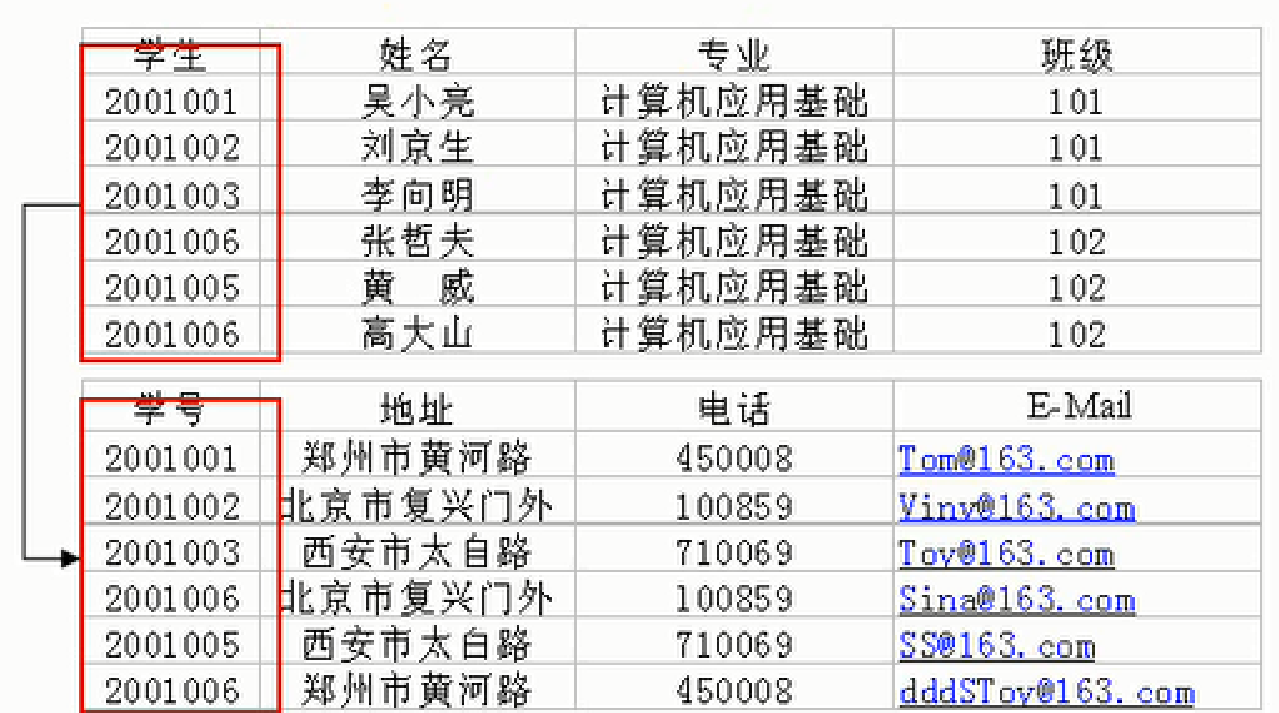 学生 姓名 专业 班级
2001001 吴小亮 计算机应用基础 101
2001002 刘京生 计算机应用基础 101
2001003 李向明 计算机应用基础 101
2001006 张哲夫 计算机应用基础 102
2001005 黄 威 计算机应用基础 102
2001006 高大山 计算机应用基础 102
学号 地址 电话 E-Mail
2001001 郑州市黄河路 450008 Tom@163.com
2001002 北京市复兴门外 100859 Vinv@163.com
2001003 西安市太自路 710069 Tov@163.com
2001006 北京市复兴门外 100859 Sina@163.com
2001005 西安市太白路 710069 SS@163.com
2001006 郑州市黄河路 450008 dddSTov@163.com